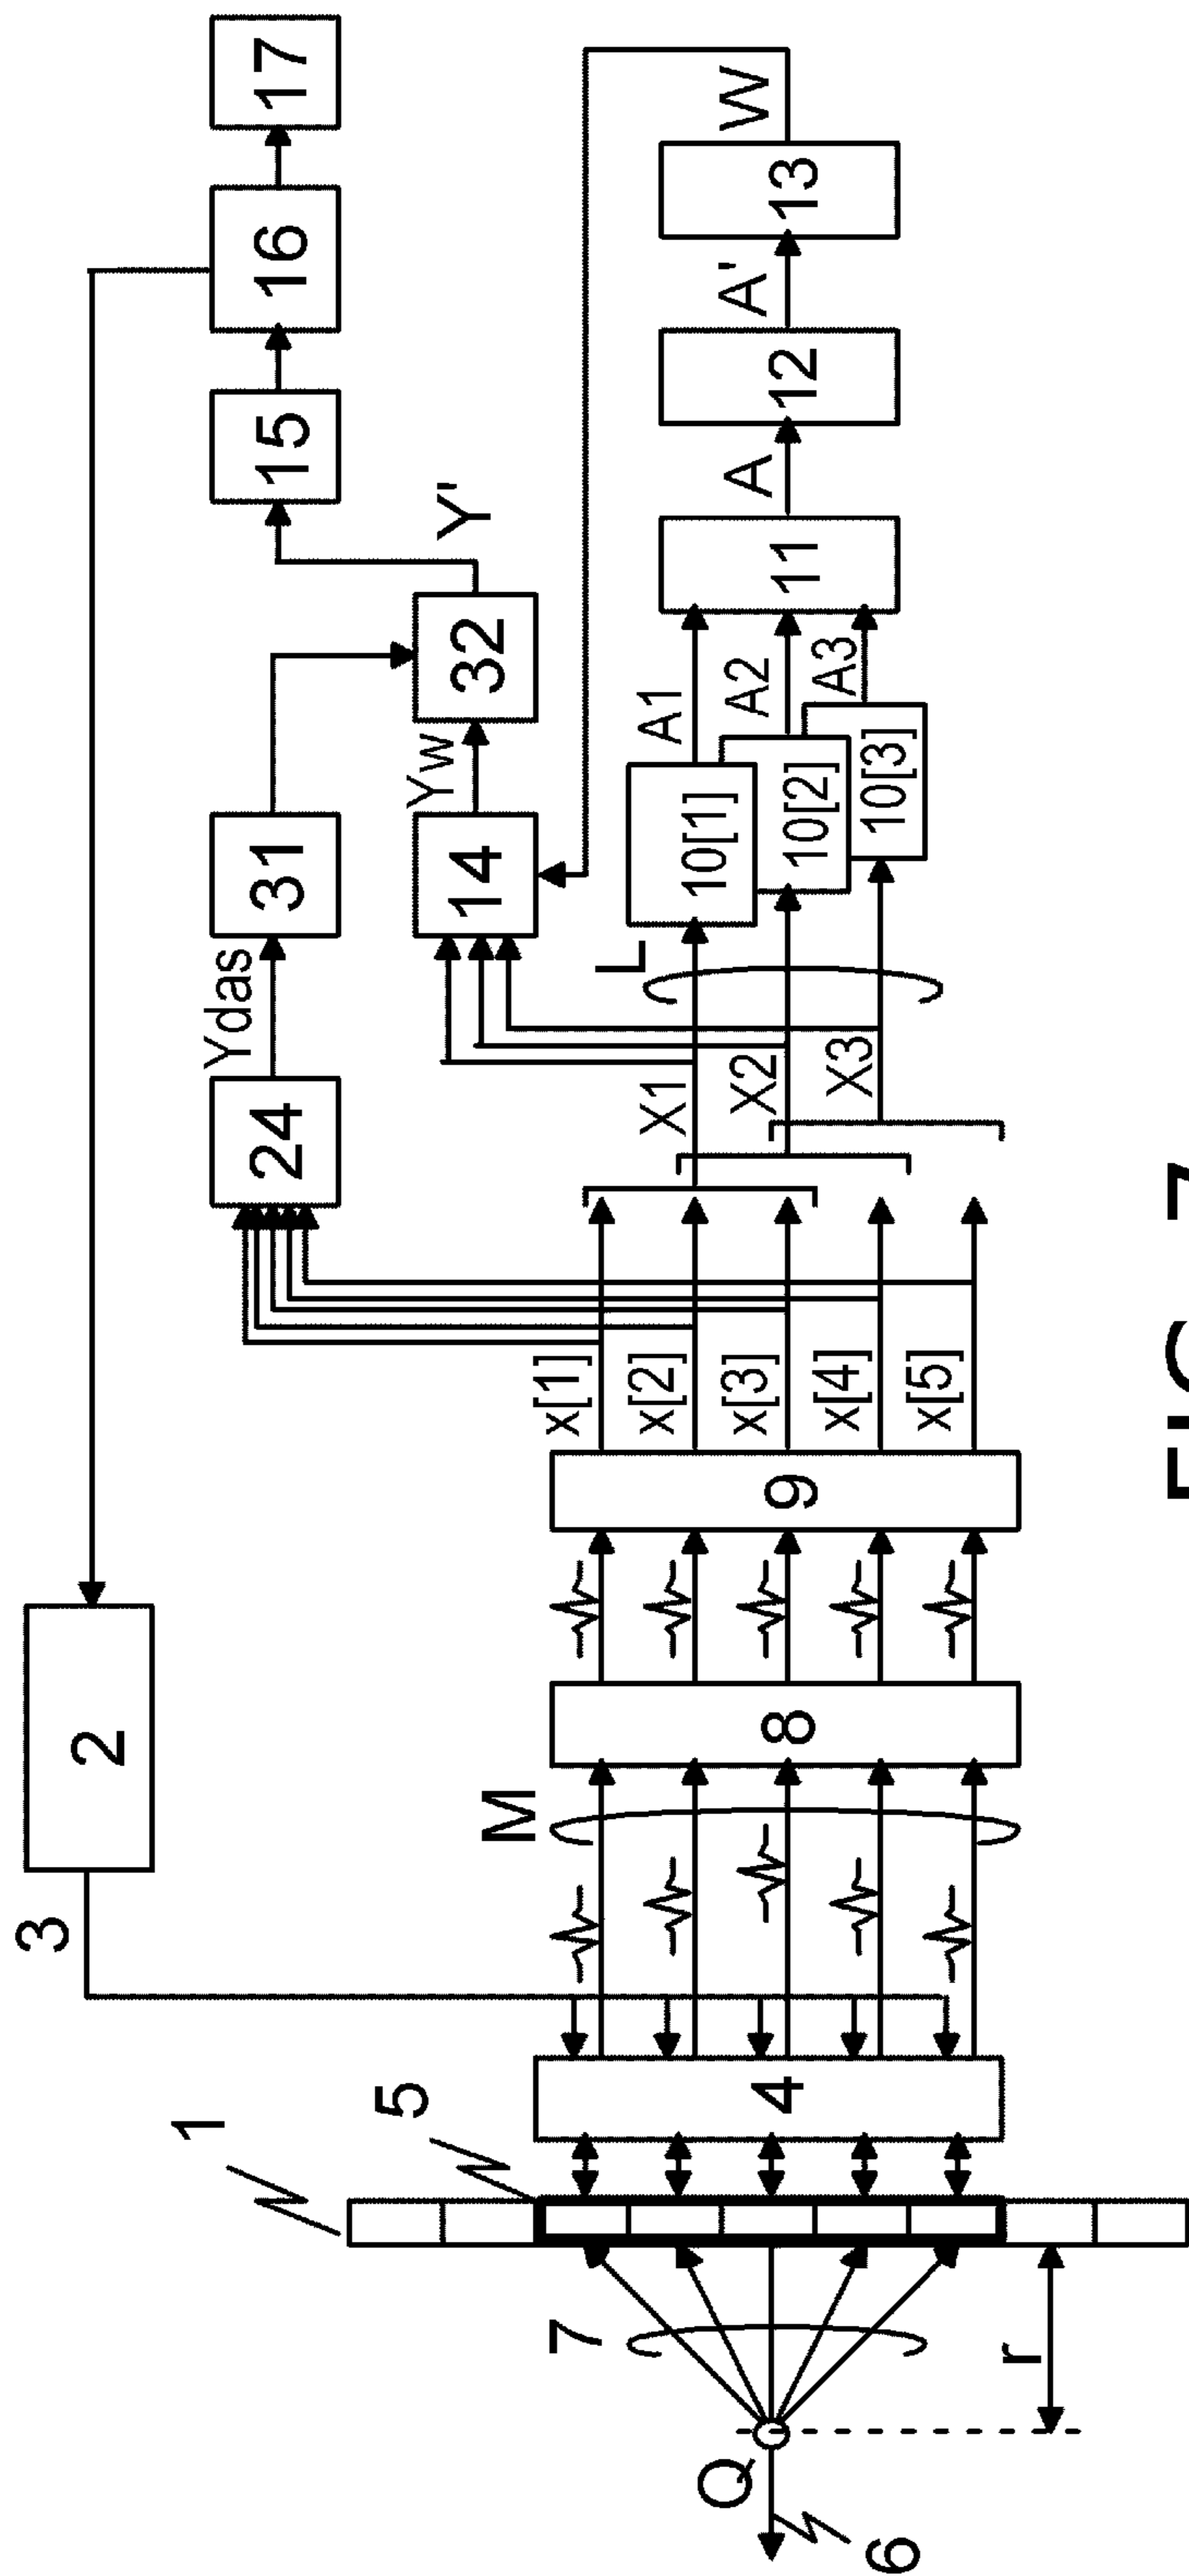 2
3
16
17
15
Y'
24
Ydas
31
32
Yw
14
W
1
5
4
M
8
9
x[1]
x[2]
x[3]
x[4]
x[5]
X1
X2
X3
L
10[1]
10[2]
10[3]
A1
A2
A3
11
A
12
A'
13
7
Q
6
r